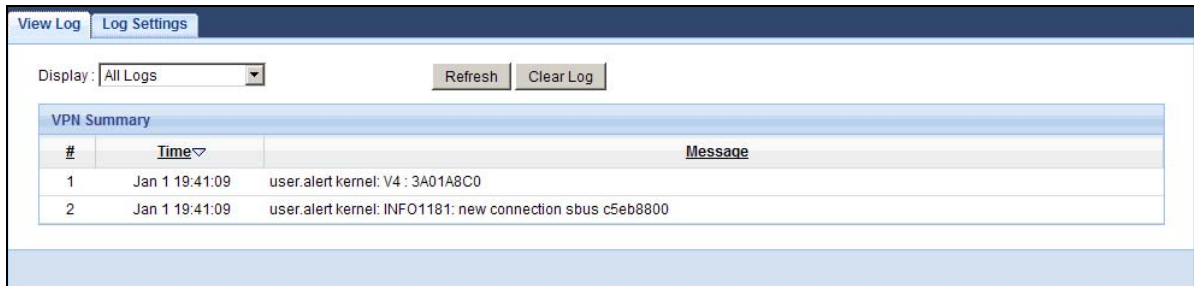 View Log Log Settings
Display : All Logs Refresh Clear Log
VPN Summary
# Time Message
1 Jan 1 19:41:09 user.alert kernel: V4 : 3A01A8C0
2 Jan 1 19:41:09 user.alert kernel: INFO1181: new connection sbus c5eb8800